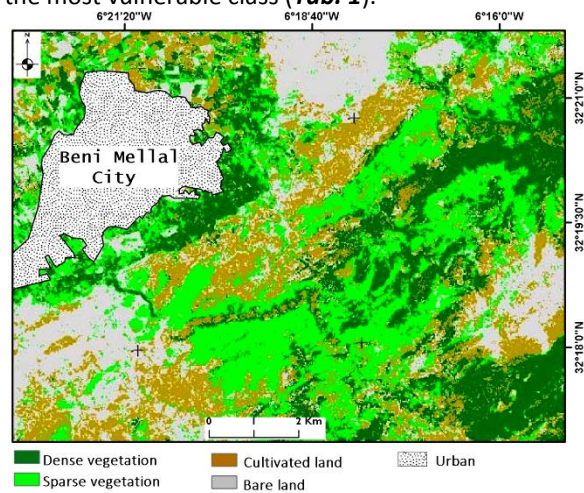 the most vulnerable class (Tab. 1).
6°21'20"W 6°18'40"W 6°16'0"W
N
32°21'0"N
Beni Mellal
City
32°19'30"N
32°18'0"N
0 1 2 Km
Dense vegetation Cultivated land Urban
Sparse vegetation Bare land